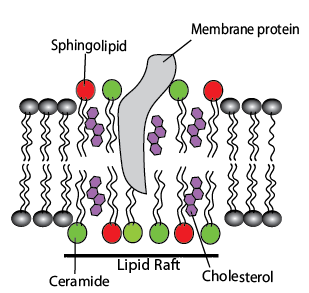 Membrane protein
Sphingolipid
Lipid Raft
Ceramide
Cholesterol